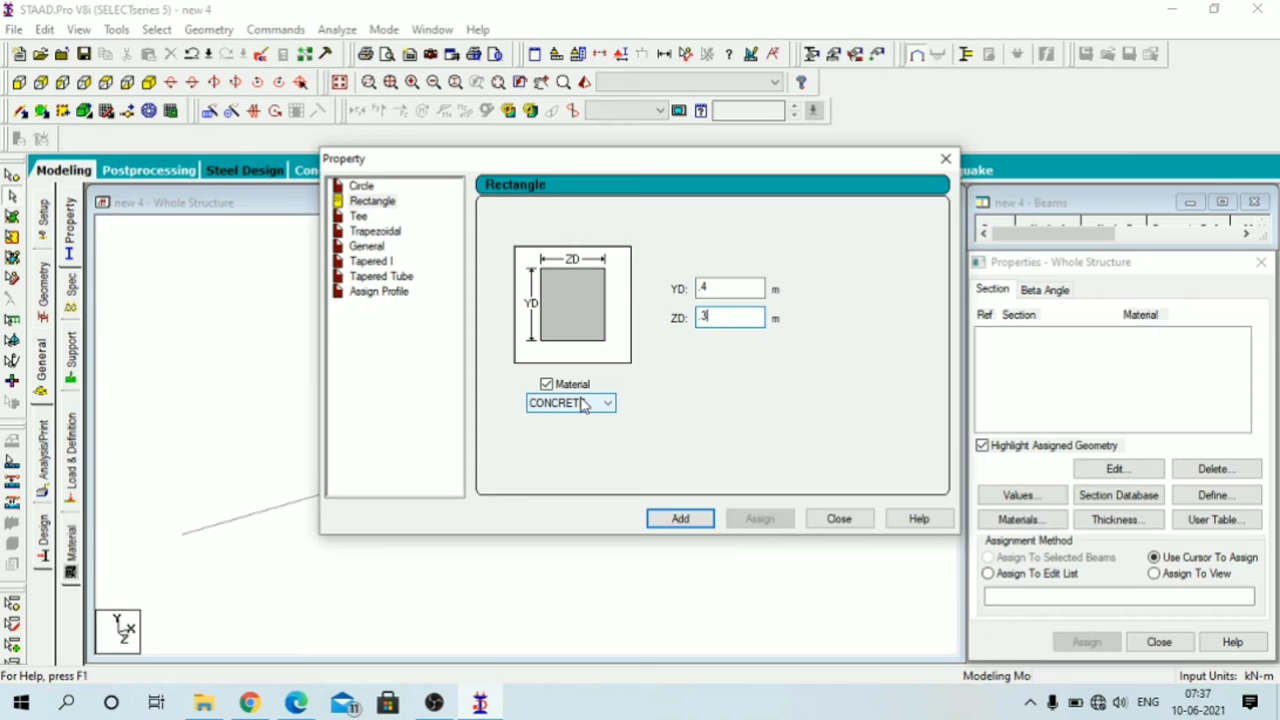 STAAD.Pro V8i (SELECTseries 5) - new 4
File Edit View Tools Select Geometry Commands Analyze Mode Window Help
Modeling Postprocessing Steel Design Con
quake
Property
Circle
Rectangle
Tee
Trapezoidal
General
Tapered I
Tapered Tube
Assign Profile
Rectangle
ZD
YD
YD: .4 m
ZD: .3 m
Material
CONCRETE
Add Assign Close Help
new 4 - Whole Structure
new 4 - Beams
Properties - Whole Structure
Section Beta Angle
Ref Section Material
Highlight Assigned Geometry
Edit... Delete...
Values... Section Database Define...
Materials... Thickness... User Table...
Assignment Method
Assign To Selected Beams Use Cursor To Assign
Assign To Edit List Assign To View
Assign Close Help
Setup
Geometry
General
Analysis/Print
Design
Property
Spec
Support
Load & Definition
Material
Y
X
Z
For Help, press F1
Modeling Mo
Input Units: kN-m
11
ENG
07:37
10-06-2021